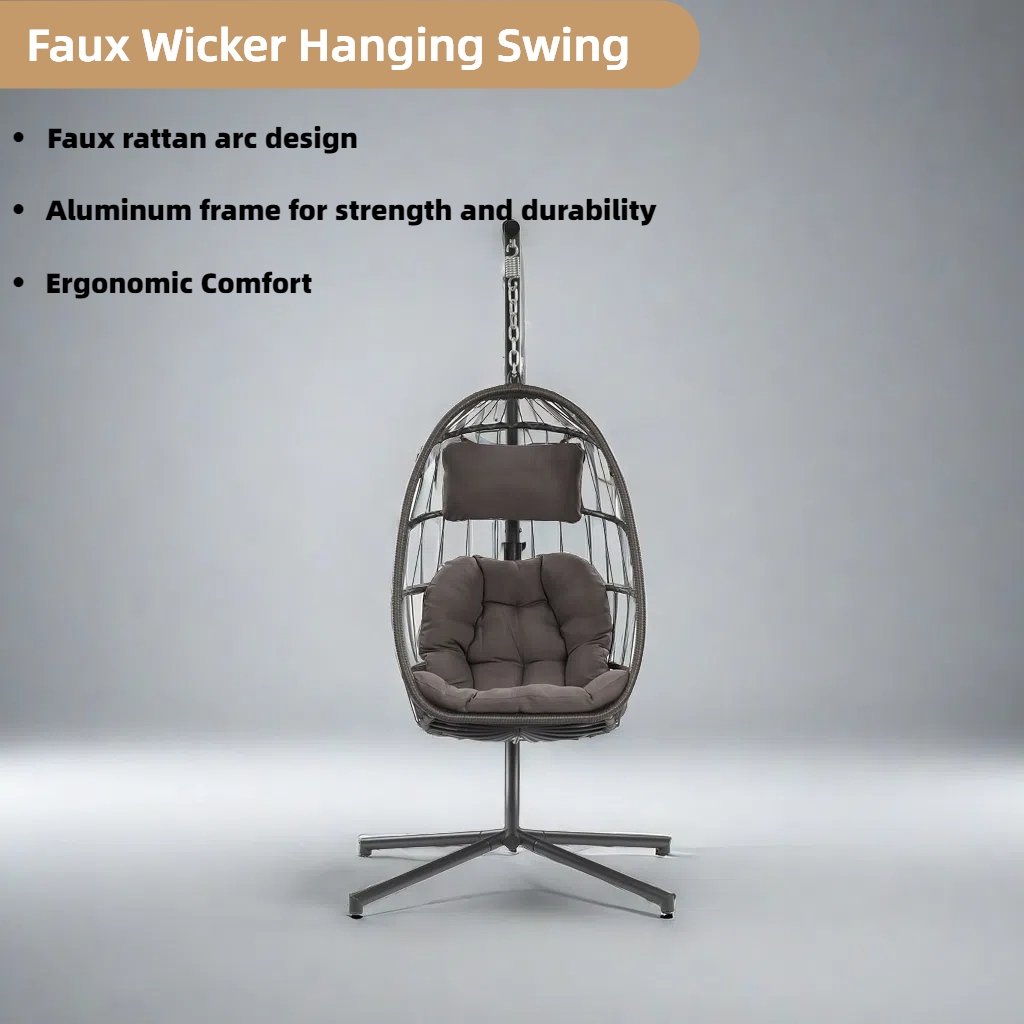 Faux Wicker Hanging Swing
• Faux rattan arc design
• Aluminum frame for strength and durability
• Ergonomic Comfort